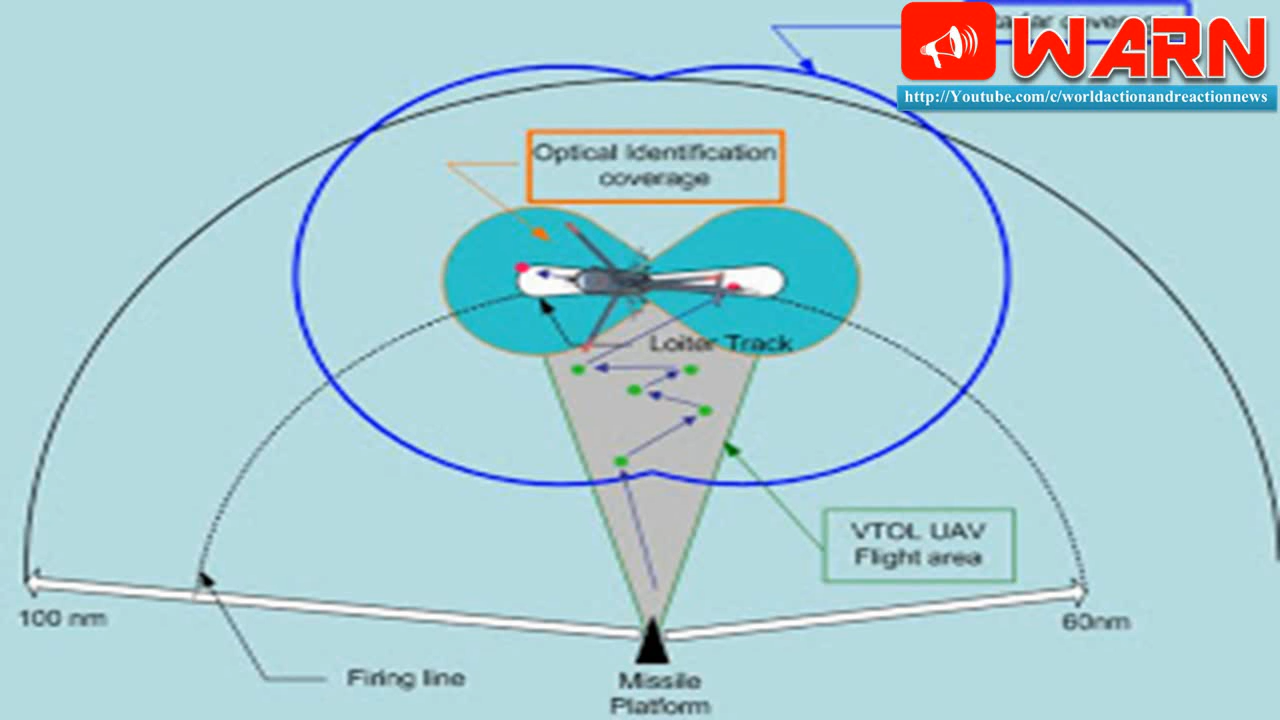 WARN
http://Youtube.com/c/worldactionandreactionnews
Optical Identification
coverage
Loiter Track
VTOL UAV
Flight area
100 nm
60nm
Firing line
Missile
Platform